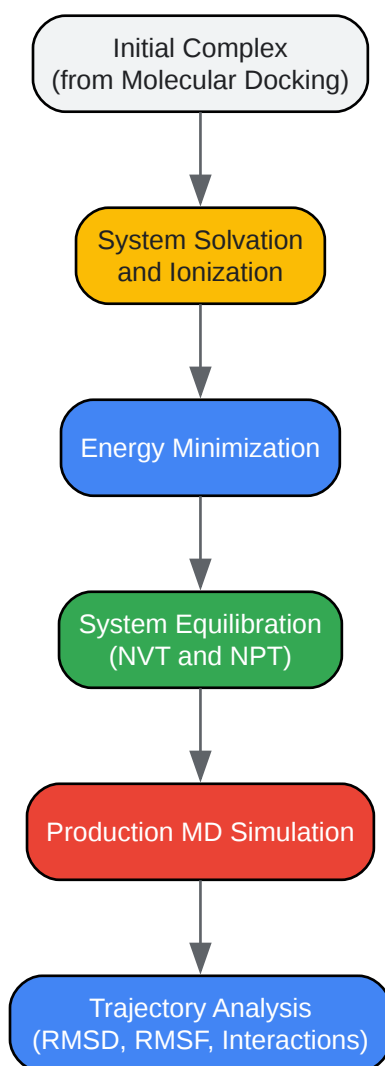 Initial Complex
(from Molecular Docking)
System Solvation
and Ionization
Energy Minimization
System Equilibration
(NVT and NPT)
Production MD Simulation
Trajectory Analysis
(RMSD, RMSF, Interactions)